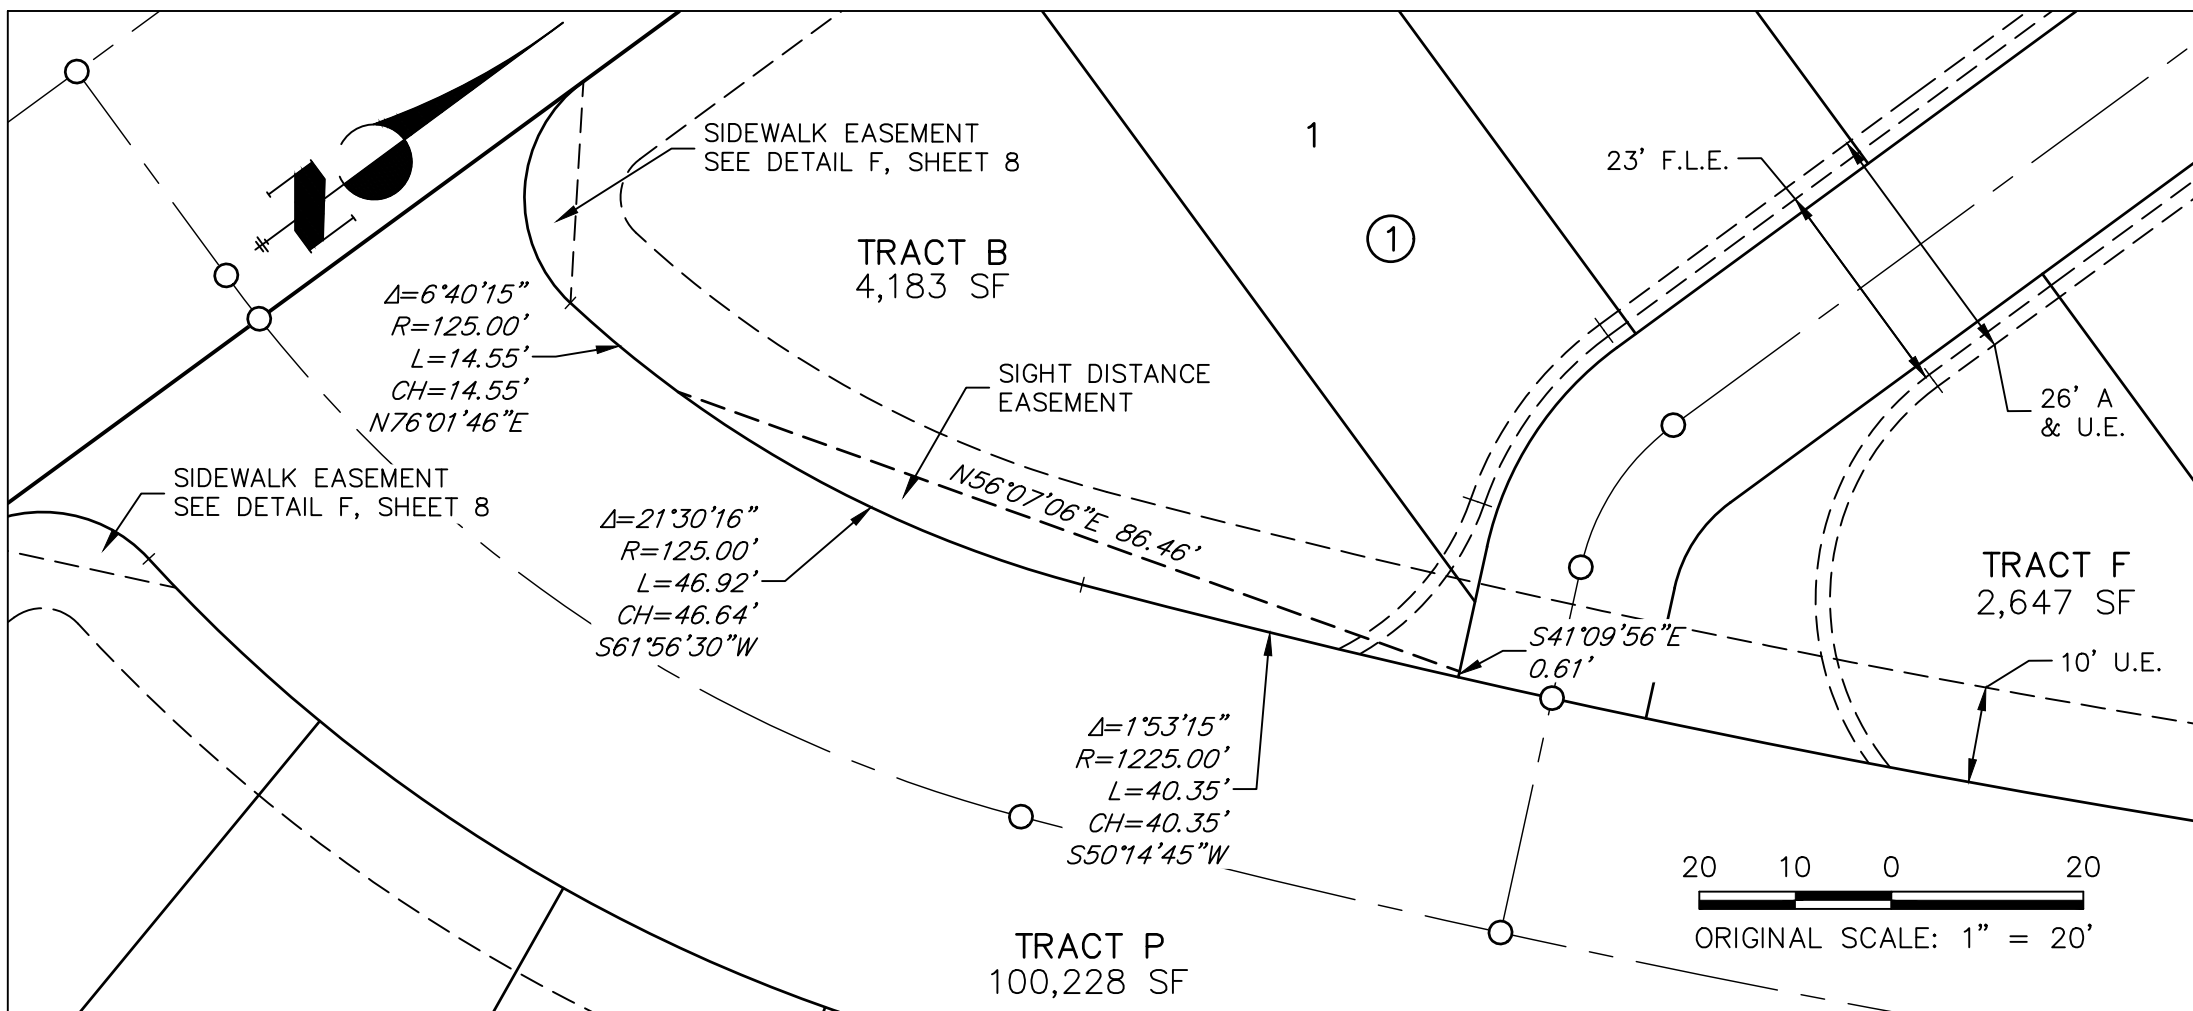 SIDEWALK EASEMENT
SEE DETAIL F, SHEET 8
1
23' F.L.E.
TRACT B
4,183 SF
1
Δ=6°40'15"
R=125.00'
L=14.55'
CH=14.55'
N76°01'46"E
SIGHT DISTANCE
EASEMENT
26' A
& U.E.
SIDEWALK EASEMENT
SEE DETAIL F, SHEET 8
N56°07'06"E 86.46'
Δ=21°30'16"
R=125.00'
L=46.92'
CH=46.64'
S61°56'30"W
TRACT F
2,647 SF
S41°09'56"E
0.61'
10' U.E.
Δ=1°53'15"
R=1225.00'
L=40.35'
CH=40.35'
S50°14'45"W
20 10 0 20
ORIGINAL SCALE: 1" = 20'
TRACT P
100,228 SF